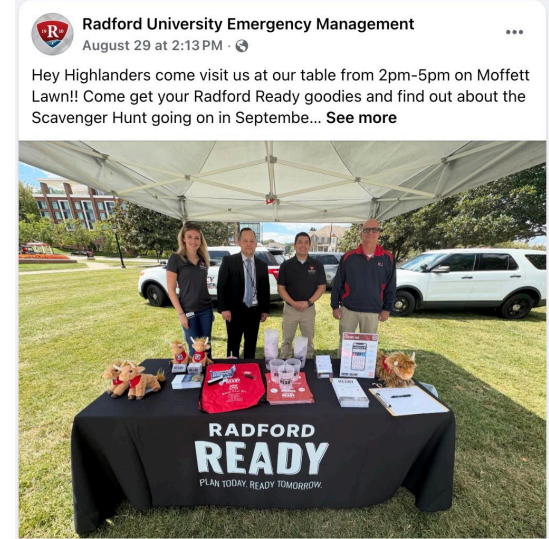 Radford University Emergency Management
August 29 at 2:13 PM ·
Hey Highlanders come visit us at our table from 2pm-5pm on Moffett
Lawn!! Come get your Radford Ready goodies and find out about the
Scavenger Hunt going on in Septembe... See more
RADFORD
READY
PLAN TODAY. READY TOMORROW.